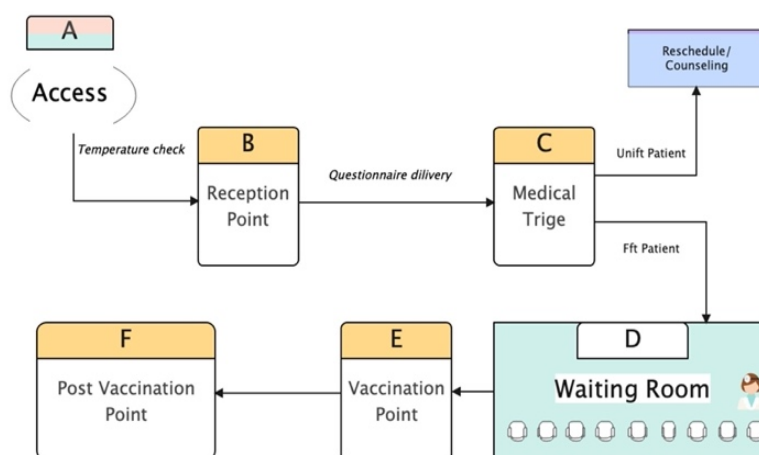 A
Access
Temperature check
B
Reception
Point
Questionnaire dilivery
C
Medical
Trige
Unift Patient
Reschedule/
Counseling
Fft Patient
D
Waiting Room
E
Vaccination
Point
F
Post Vaccination
Point